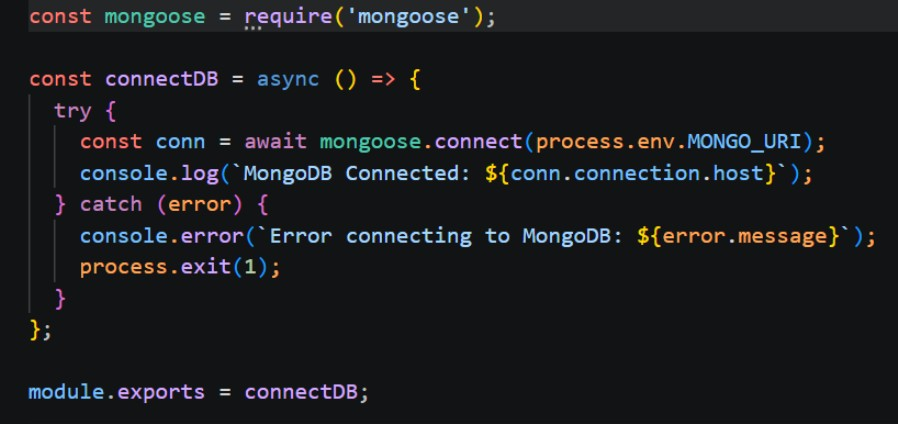 const mongoose = require('mongoose');
const connectDB = async () => {
try {
const conn = await mongoose.connect(process.env.MONGO_URI);
console.log(`MongoDB Connected: ${conn.connection.host}`);
} catch (error) {
console.error(`Error connecting to MongoDB: ${error.message}`);
process.exit(1);
}
};
module.exports = connectDB;